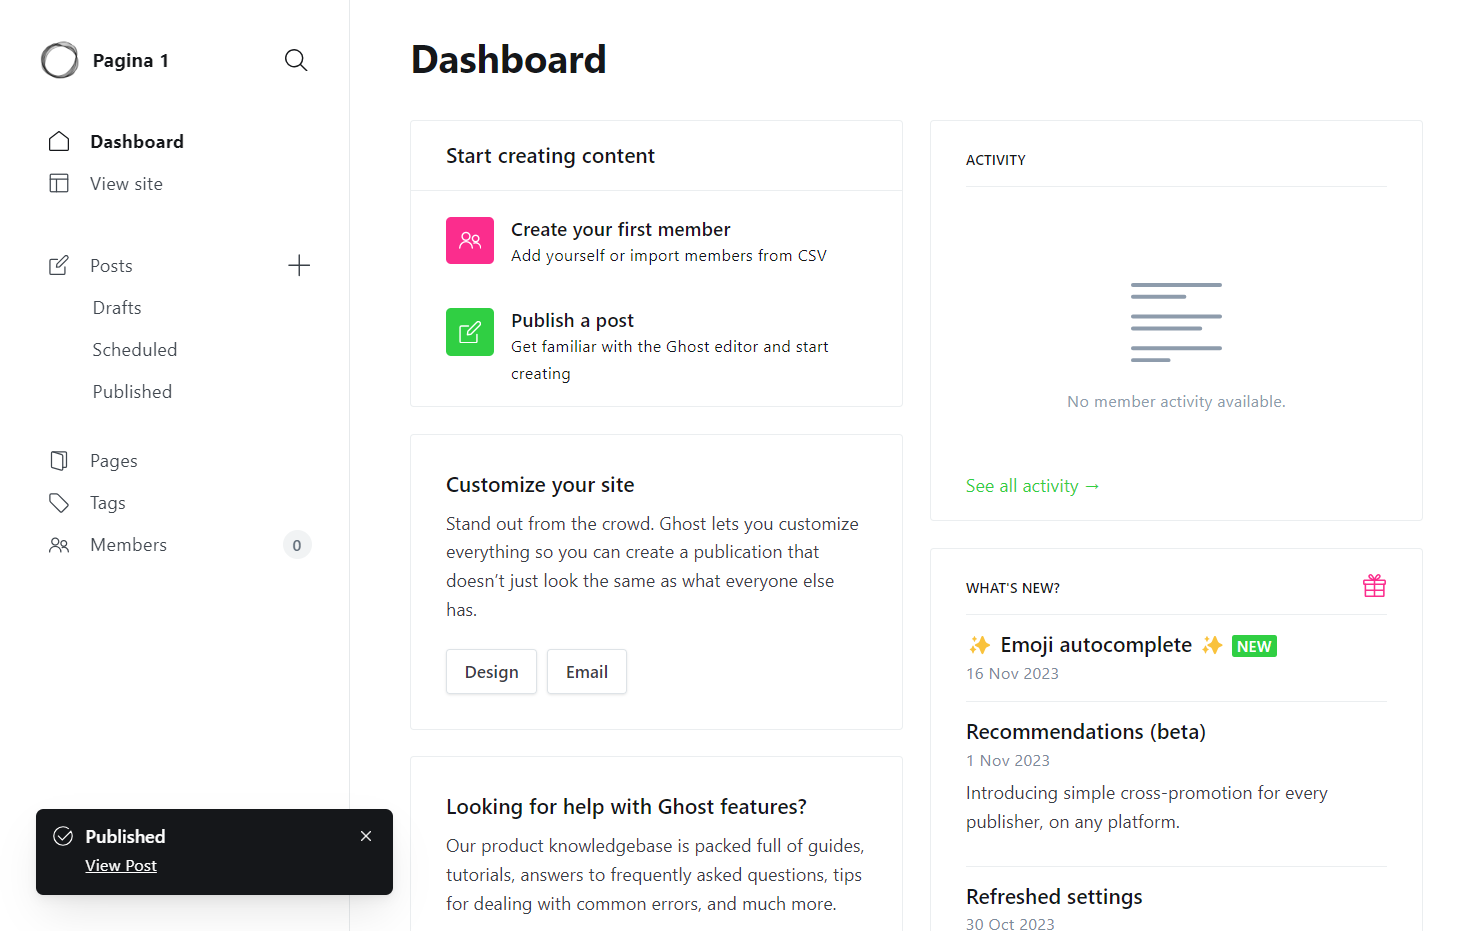 Pagina 1
Dashboard
View site
Posts
Drafts
Scheduled
Published
Pages
Tags
Members
0
Published
View Post
Dashboard
Start creating content
Create your first member
Add yourself or import members from CSV
Publish a post
Get familiar with the Ghost editor and start
creating
Customize your site
Stand out from the crowd. Ghost lets you customize
everything so you can create a publication that
doesn’t just look the same as what everyone else
has.
Design
Email
Looking for help with Ghost features?
Our product knowledgebase is packed full of guides,
tutorials, answers to frequently asked questions, tips
for dealing with common errors, and much more.
ACTIVITY
No member activity available.
See all activity →
WHAT'S NEW?
✨ Emoji autocomplete ✨ NEW
16 Nov 2023
Recommendations (beta)
1 Nov 2023
Introducing simple cross-promotion for every
publisher, on any platform.
Refreshed settings
30 Oct 2023